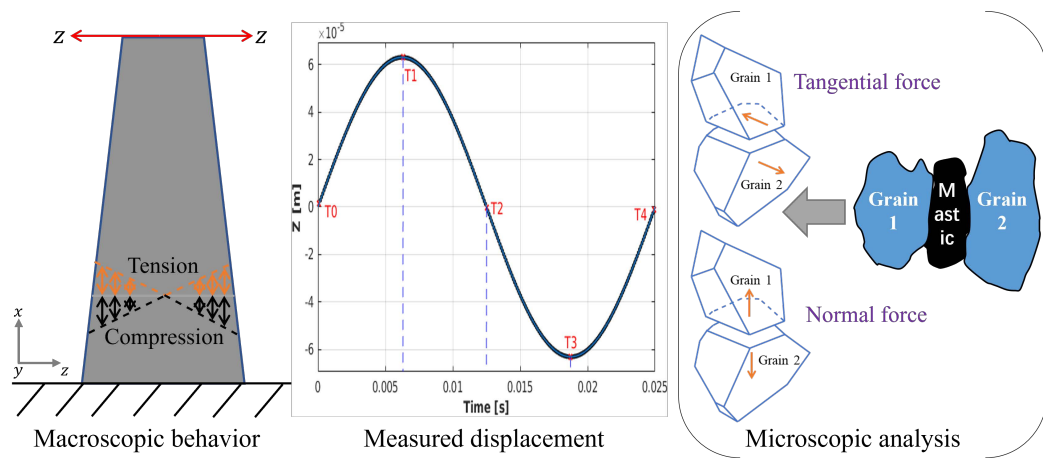 z
z
Tension
Compression
x
y
z
Macroscopic behavior
×10⁻⁵
6
4
2
0
-2
-4
-6
z [m]
T0
T1
T2
T3
T4
0
0.005
0.01
0.015
0.02
0.025
Time [s]
Measured displacement
Grain 1
Tangential force
Grain 2
Grain 1
Normal force
Grain 2
Grain
1
M
ast
ic
Grain
2
Microscopic analysis